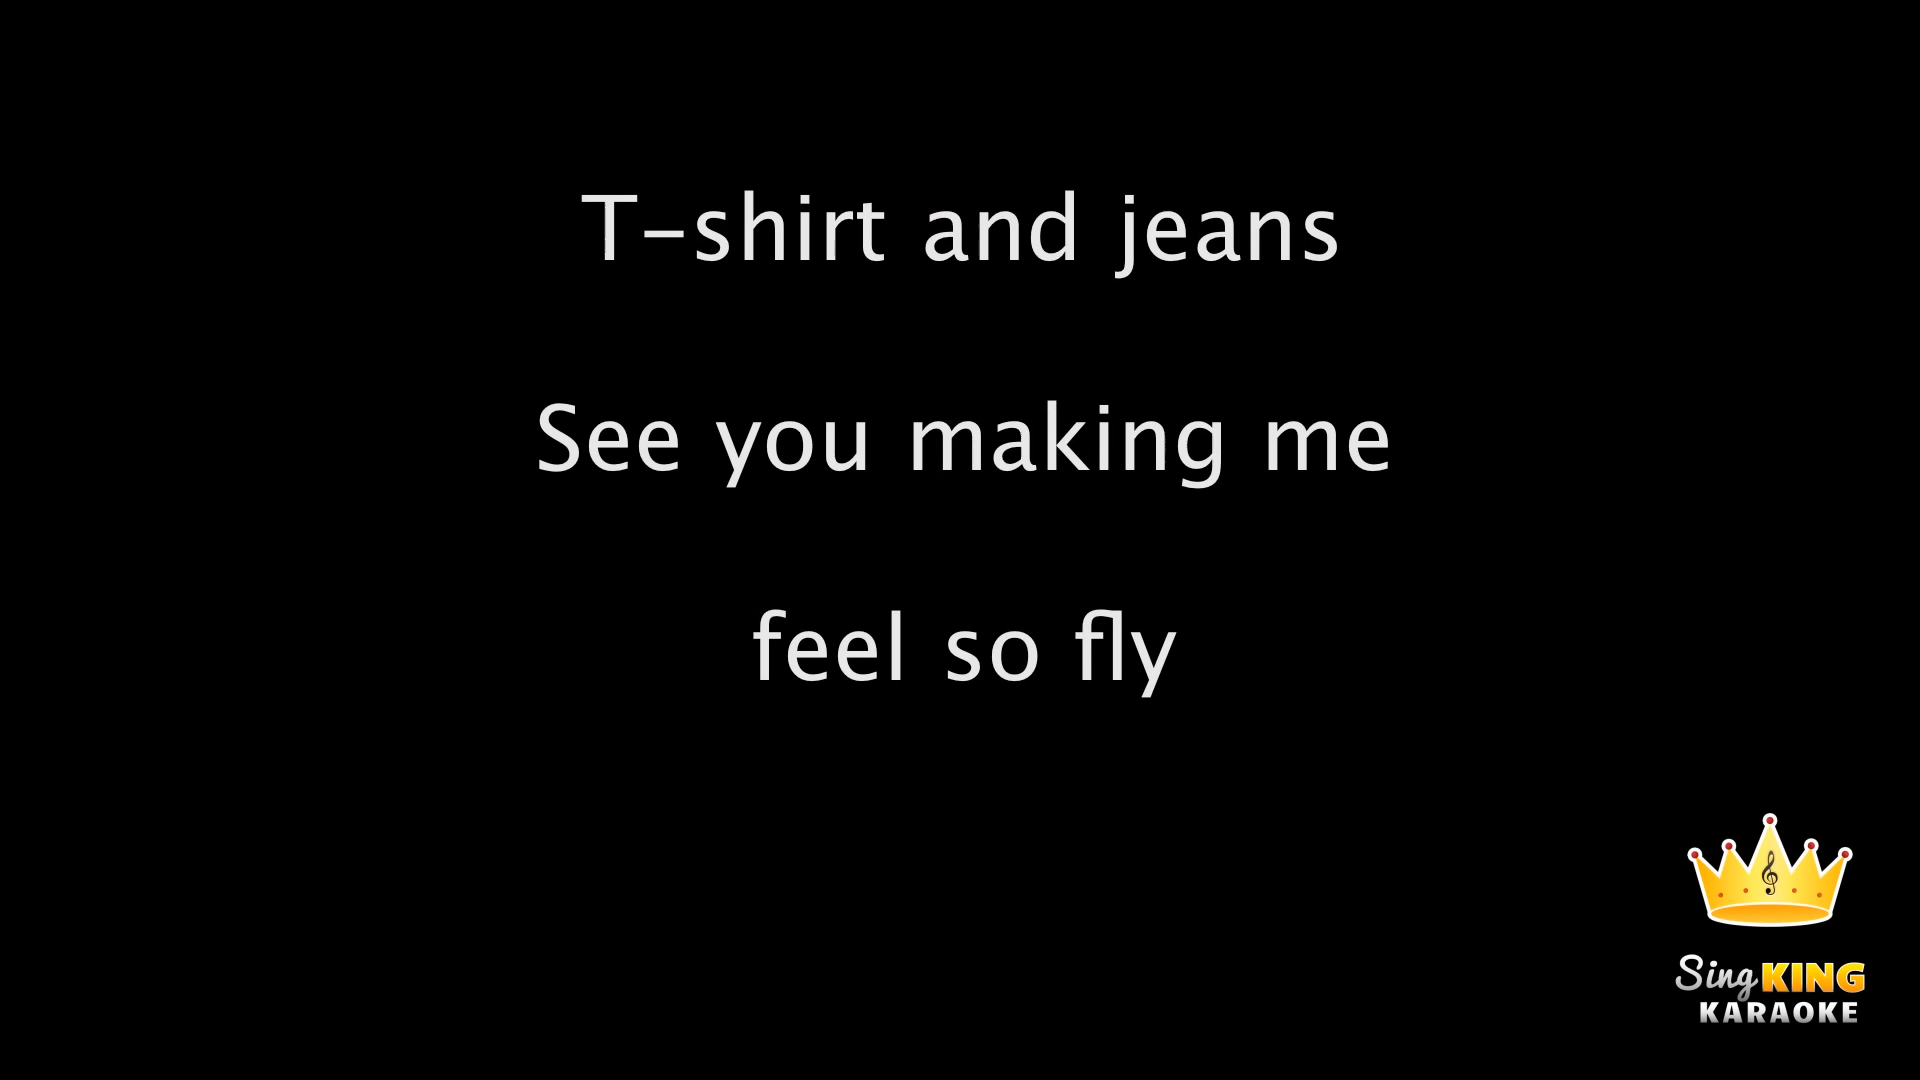 T-shirt and jeans
See you making me
feel so fly
Sing KING
KARAOKE